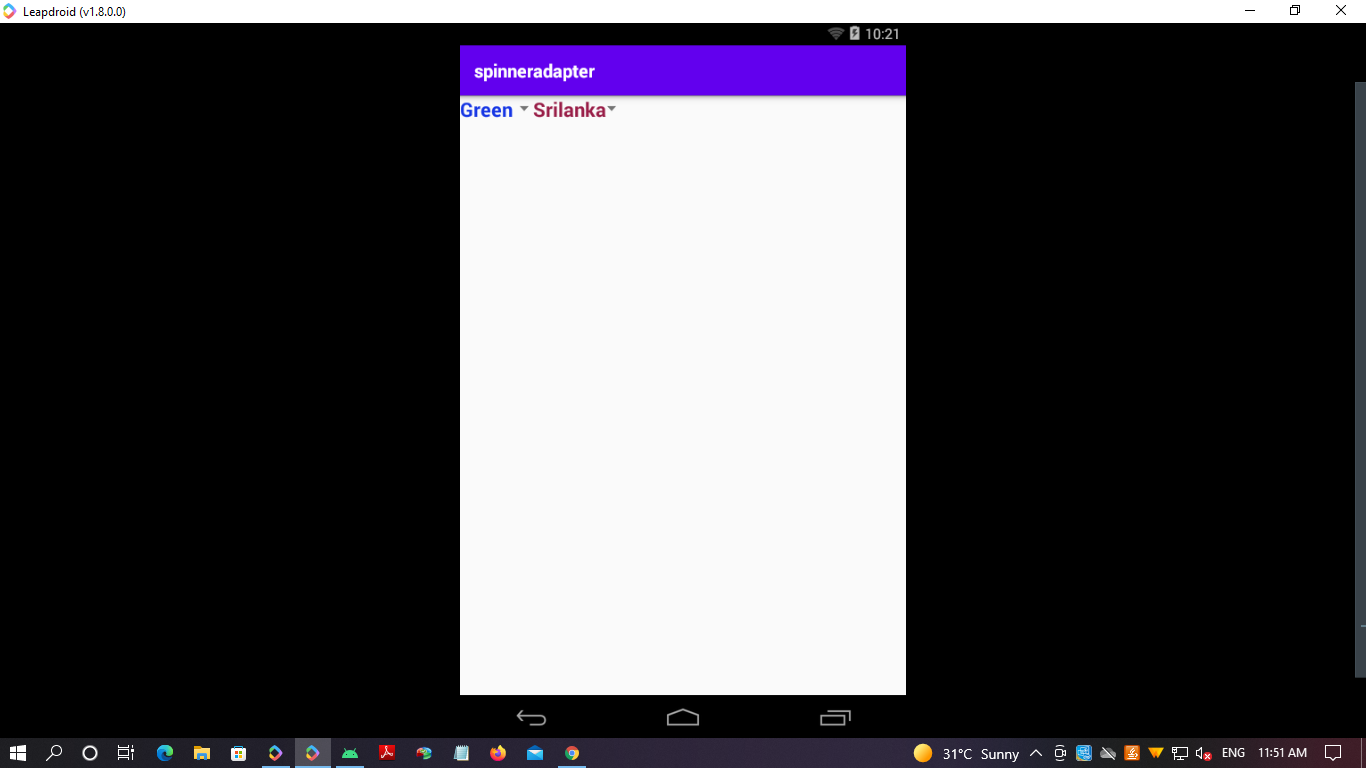 Leapdroid (v1.8.0.0)
10:21
spinneradapter
Green Srilanka
31°C Sunny ENG 11:51 AM